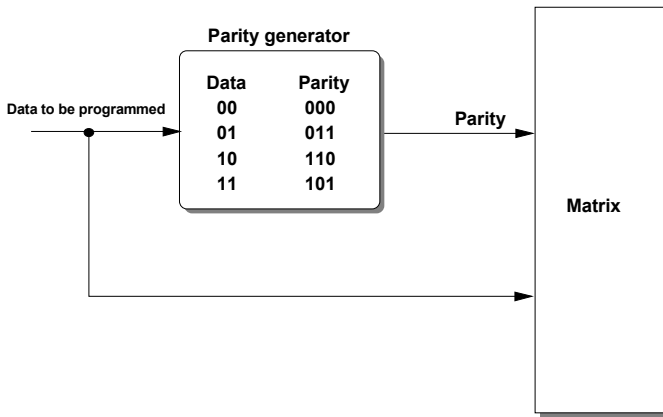 Parity generator
Data Parity
00 000
01 011
10 110
11 101
Data to be programmed
Parity
Matrix